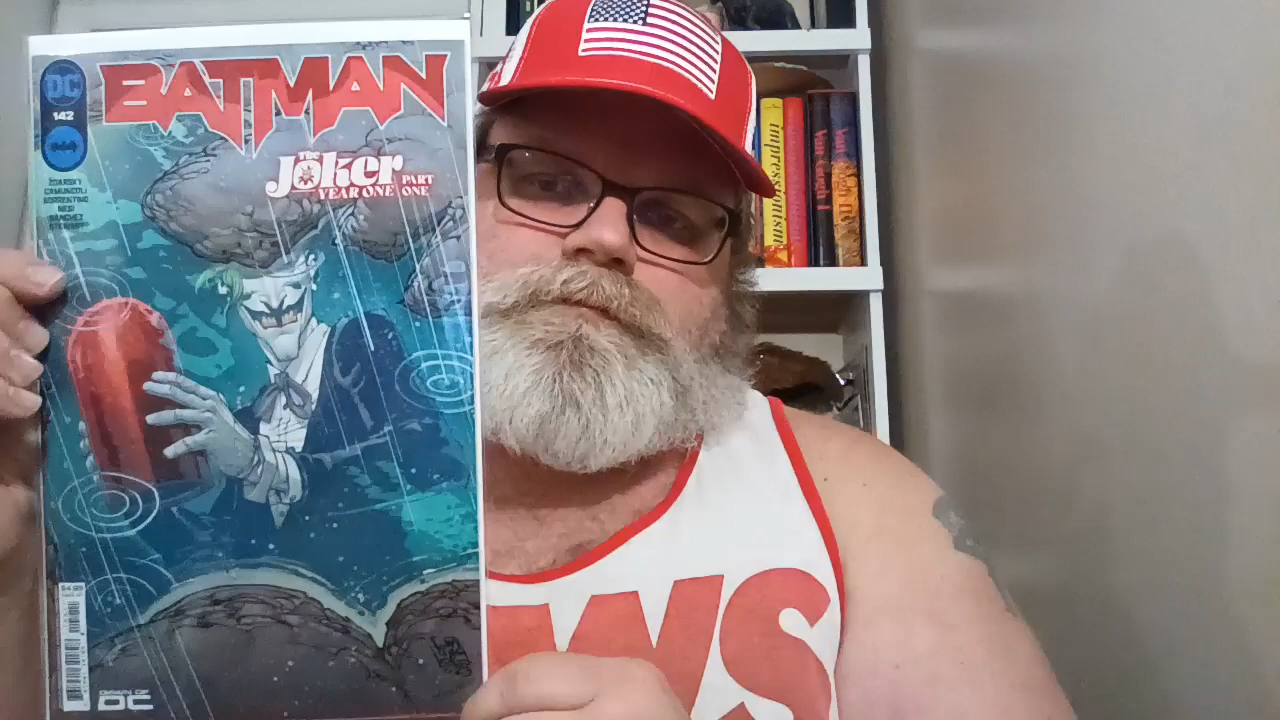 DC
142
BATMAN
The
JOKER
YEAR ONE
PART
ONE
ZDARSKY
CAMUNCOLI
SORRENTINO
NESI
SANCHEZ
STEWART
$4.99
DAWN OF
DC
impressionism
Van Gogh I
WS